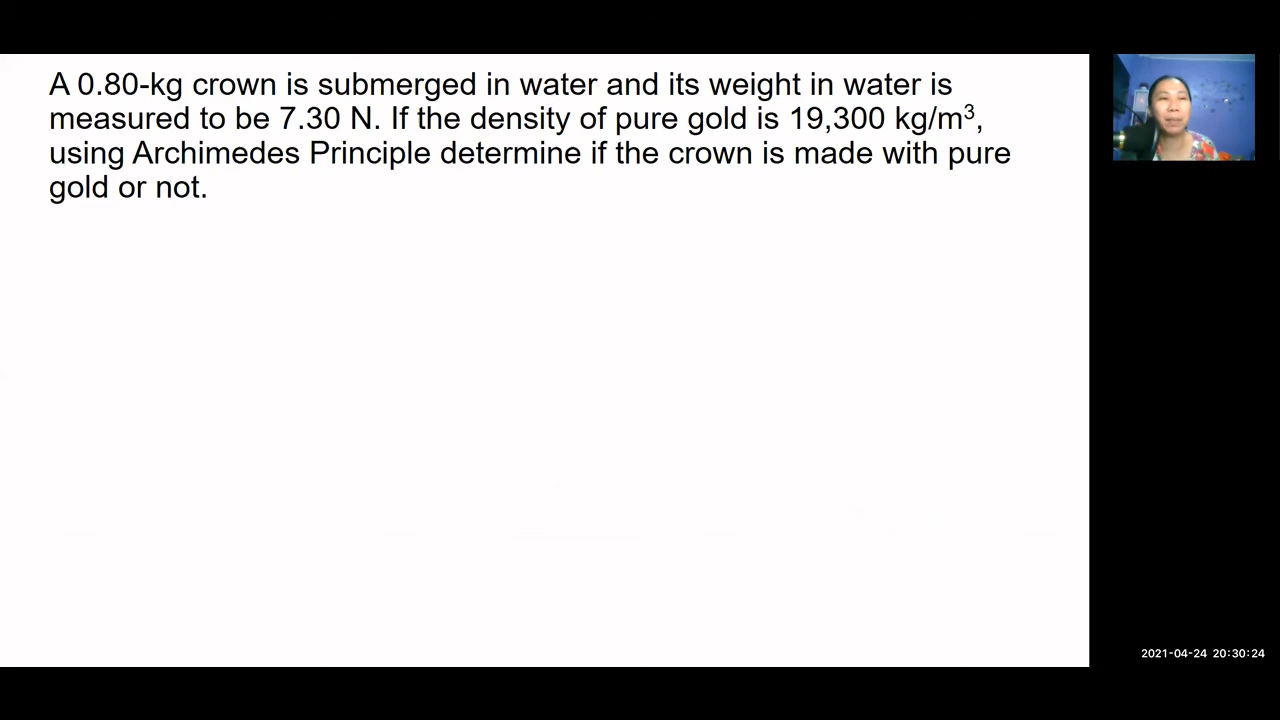 A 0.80-kg crown is submerged in water and its weight in water is
measured to be 7.30 N. If the density of pure gold is 19,300 kg/m³,
using Archimedes Principle determine if the crown is made with pure
gold or not.
2021-04-24 20:30:24